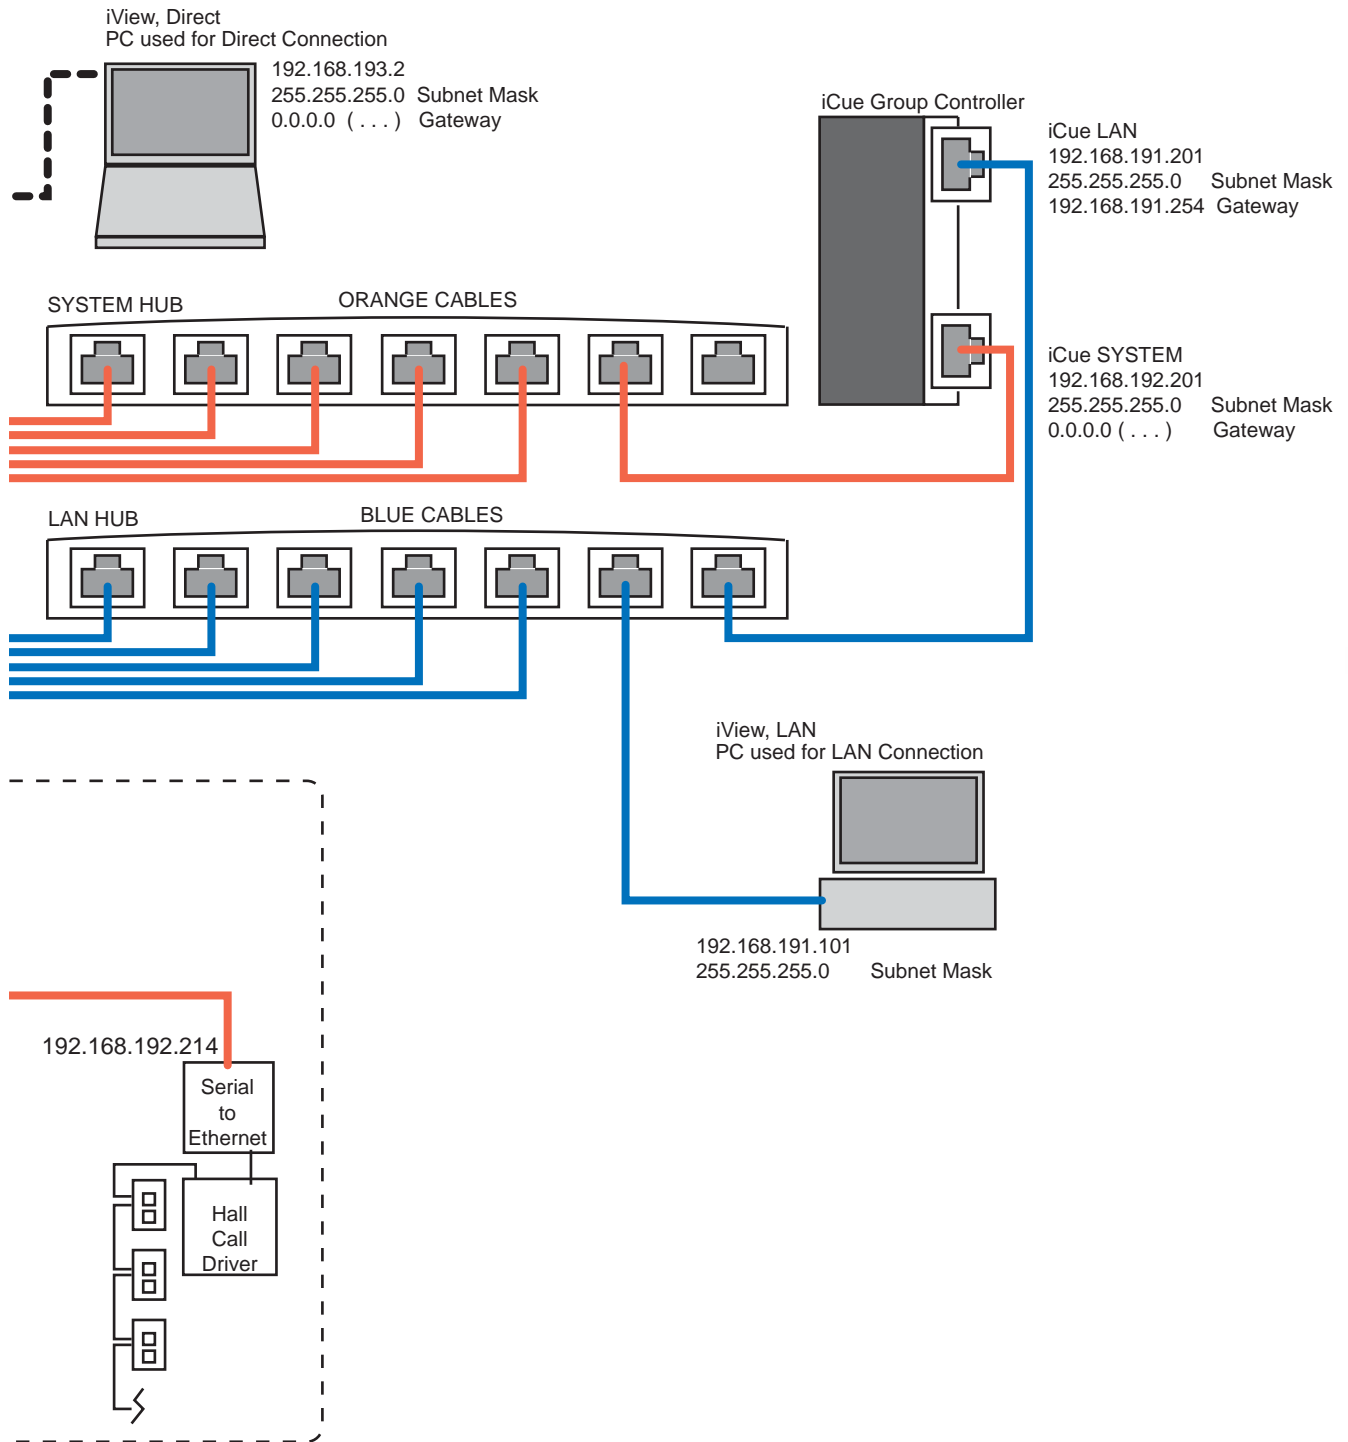 iView, Direct
PC used for Direct Connection
192.168.193.2
255.255.255.0 Subnet Mask
0.0.0.0 ( . . . ) Gateway
iCue Group Controller
iCue LAN
192.168.191.201
255.255.255.0 Subnet Mask
192.168.191.254 Gateway
SYSTEM HUB
ORANGE CABLES
iCue SYSTEM
192.168.192.201
255.255.255.0 Subnet Mask
0.0.0.0 ( . . . ) Gateway
LAN HUB
BLUE CABLES
iView, LAN
PC used for LAN Connection
192.168.191.101
255.255.255.0 Subnet Mask
192.168.192.214
Serial
to
Ethernet
Hall
Call
Driver